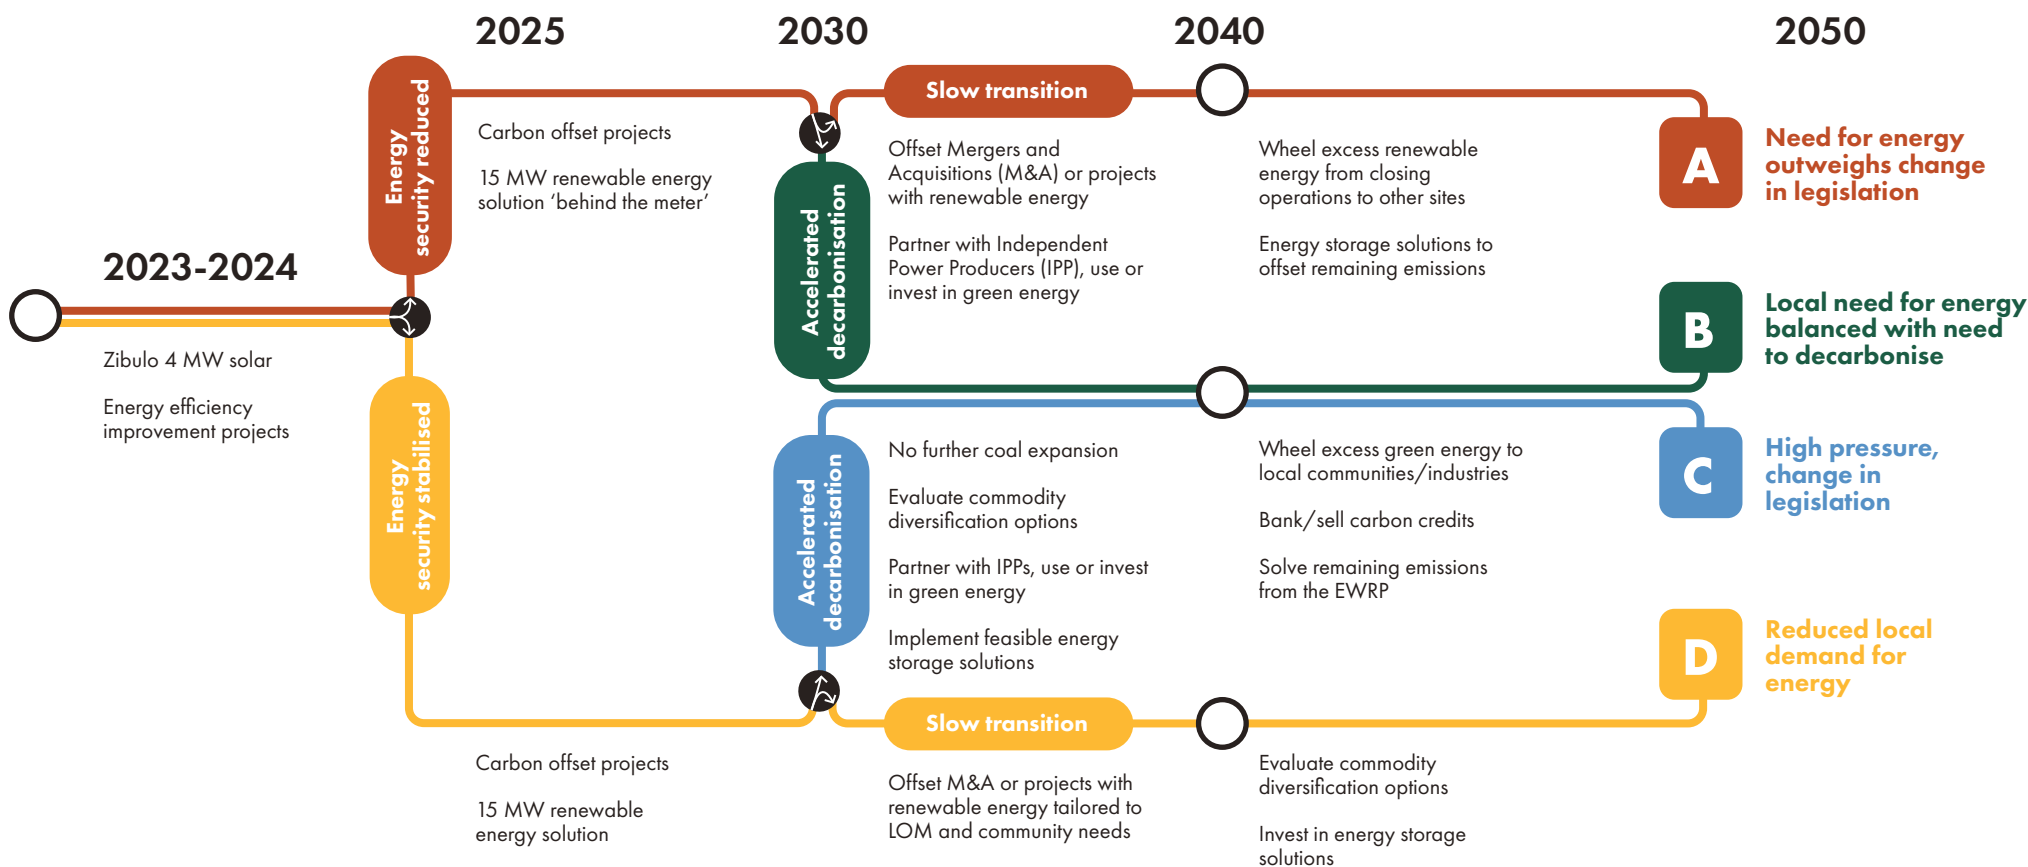 2025
2030
2040
2050
2023-2024
Zibulo 4 MW solar
Energy efficiency
improvement projects
Energy
security reduced
Energy
security stabilised
Carbon offset projects
15 MW renewable energy
solution ‘behind the meter’
Carbon offset projects
15 MW renewable
energy solution
Accelerated
decarbonisation
Accelerated
decarbonisation
Slow transition
Offset Mergers and
Acquisitions (M&A) or projects
with renewable energy
Partner with Independent
Power Producers (IPP), use or
invest in green energy
No further coal expansion
Evaluate commodity
diversification options
Partner with IPPs, use or invest
in green energy
Implement feasible energy
storage solutions
Slow transition
Offset M&A or projects with
renewable energy tailored to
LOM and community needs
Wheel excess renewable
energy from closing
operations to other sites
Energy storage solutions to
offset remaining emissions
Wheel excess green energy to
local communities/industries
Bank/sell carbon credits
Solve remaining emissions
from the EWRP
Evaluate commodity
diversification options
Invest in energy storage
solutions
A
Need for energy
outweighs change
in legislation
B
Local need for energy
balanced with need
to decarbonise
C
High pressure,
change in
legislation
D
Reduced local
demand for
energy